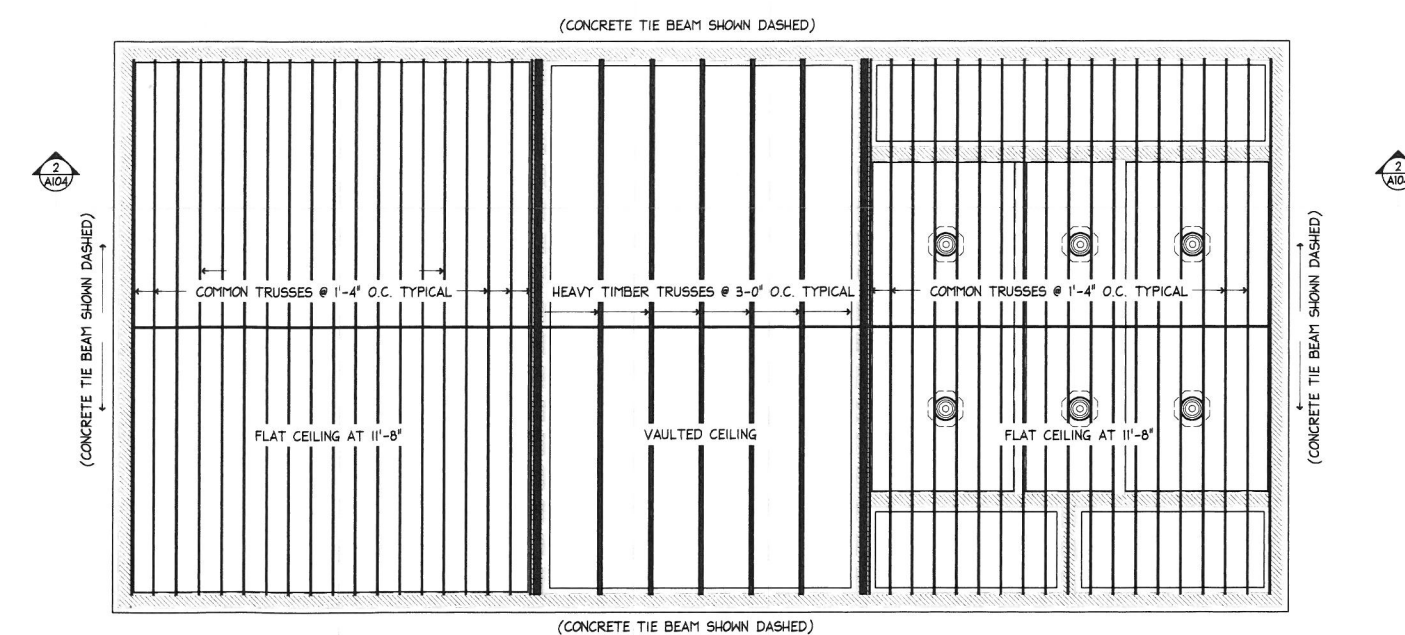 (CONCRETE TIE BEAM SHOWN DASHED)
2
A104
2
(CONCRETE TIE BEAM SHOWN DASHED)
COMMON TRUSSES @ 1'-4" O.C. TYPICAL
HEAVY TIMBER TRUSSES @ 3-0" O.C. TYPICAL
COMMON TRUSSES @ 1'-4" O.C. TYPICAL
(CONCRETE TIE BEAM SHOWN DASHED)
FLAT CEILING AT 11'-8"
VAULTED CEILING
FLAT CEILING AT 11'-8"
(CONCRETE TIE BEAM SHOWN DASHED)